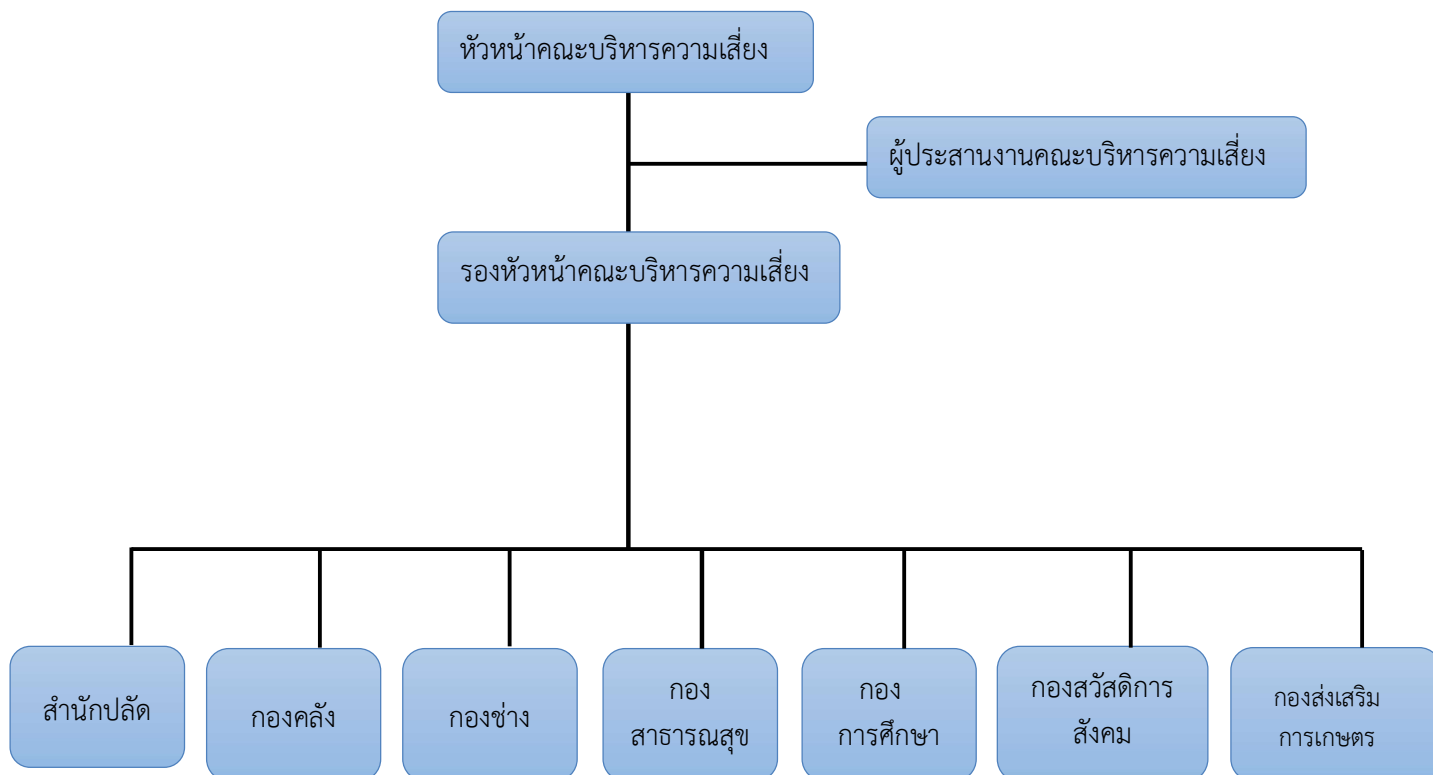 หัวหน้าคณะบริหารความเสี่ยง
ผู้ประสานงานคณะบริหารความเสี่ยง
รองหัวหน้าคณะบริหารความเสี่ยง
สำนักปลัด
กองคลัง
กองช่าง
กอง
สาธารณสุข
กอง
การศึกษา
กองสวัสดิการ
สังคม
กองส่งเสริม
การเกษตร